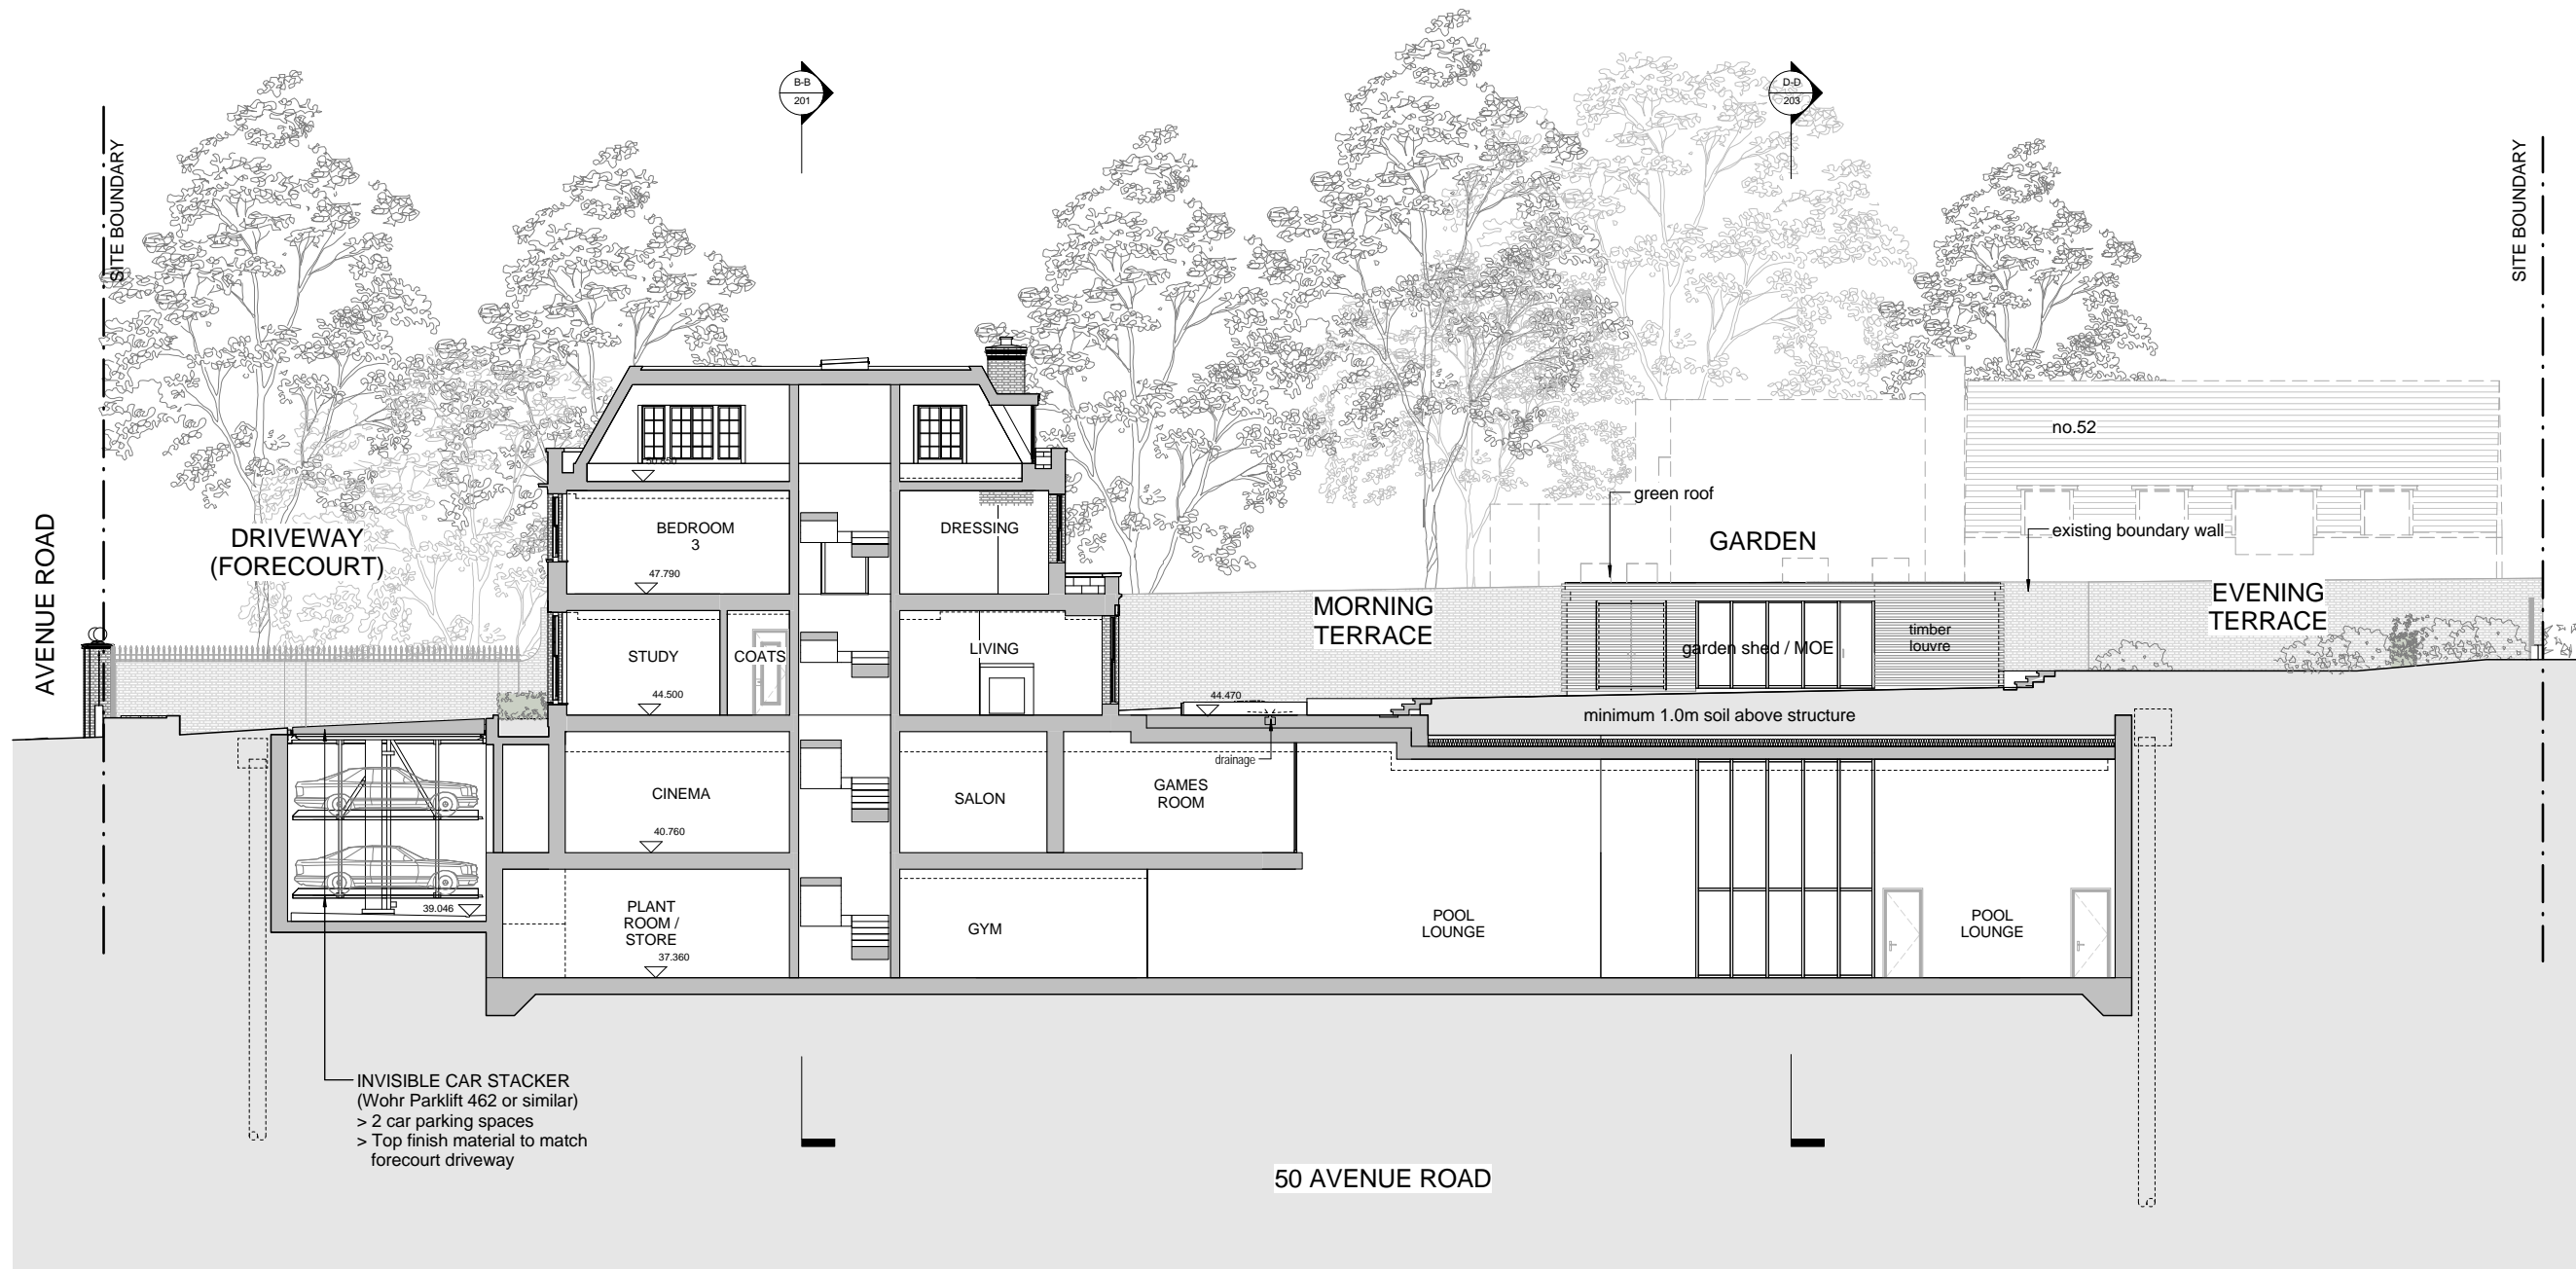 B-B
201
D-D
203
SITE BOUNDARY
SITE BOUNDARY
no.52
50.850
green roof
BEDROOM
3
DRESSING
existing boundary wall
DRIVEWAY
(FORECOURT)
GARDEN
AVENUE ROAD
47.790
MORNING
TERRACE
EVENING
TERRACE
timber
louvre
STUDY
COATS
LIVING
garden shed / MOE
44.500
44.470
minimum 1.0m soil above structure
drainage
CINEMA
SALON
GAMES
ROOM
40.760
39.046
PLANT
ROOM /
STORE
GYM
POOL
LOUNGE
POOL
LOUNGE
37.360
INVISIBLE CAR STACKER
(Wohr Parklift 462 or similar)
> 2 car parking spaces
> Top finish material to match
forecourt driveway
50 AVENUE ROAD